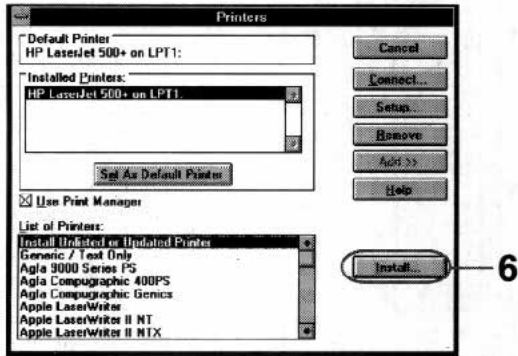 Printers
Default Printer
HP LaserJet 500+ on LPT1:
Installed Printers:
HP LaserJet 500+ on LPT1:
Set As Default Printer
Use Print Manager
List of Printers:
Install Unlisted or Updated Printer
Generic / Text Only
Agfa 9000 Series PS
Agfa Compugraphic 400PS
Agfa Compugraphic Genics
Apple LaserWriter
Apple LaserWriter II NT
Apple LaserWriter II NTX
Cancel
Connect...
Setup...
Remove
Add >>
Help
Install...
6